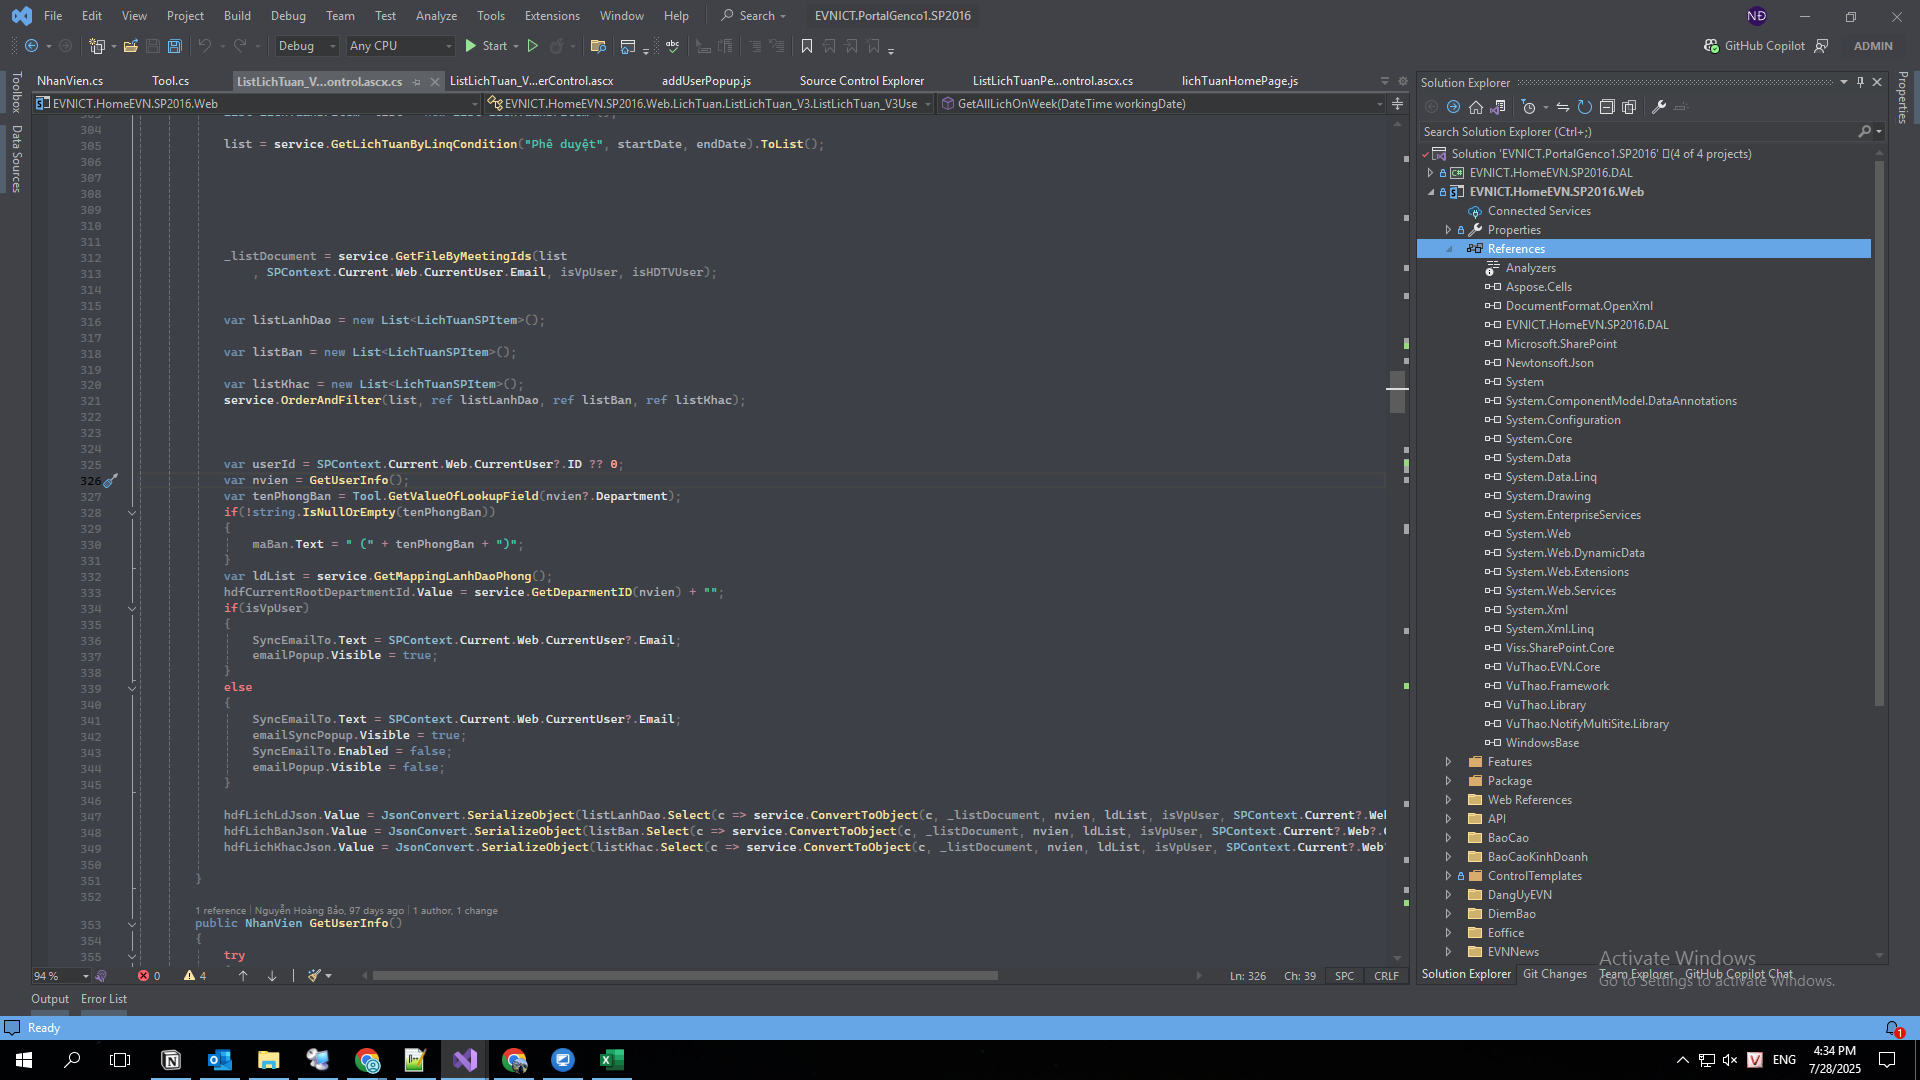 File Edit View Project Build Debug Team Test Analyze Tools Extensions Window Help Search EVNICT.PortalGenco1.SP2016 NĐ
Debug Any CPU Start GitHub Copilot ADMIN
NhanVien.cs Tool.cs ListLichTuan_V...ontrol.ascx.cs ListLichTuan_V...erControl.ascx addUserPopup.js Source Control Explorer ListLichTuanPe...ontrol.ascx.cs lichTuanHomePage.js
EVNICT.HomeEVN.SP2016.Web EVNICT.HomeEVN.SP2016.Web.LichTuan.ListLichTuan_V3.ListLichTuan_V3Use GetAllLichOnWeek(DateTime workingDate)
Toolbox
Data Sources
304
305 list = service.GetLichTuanByLinqCondition("Phê duyệt", startDate, endDate).ToList();
306
307
308
309
310
311
312 _listDocument = service.GetFileByMeetingIds(list
313 , SPContext.Current.Web.CurrentUser.Email, isVpUser, isHDTVUser);
314
315
316 var listLanhDao = new List<LichTuanSPItem>();
317
318 var listBan = new List<LichTuanSPItem>();
319
320 var listKhac = new List<LichTuanSPItem>();
321 service.OrderAndFilter(list, ref listLanhDao, ref listBan, ref listKhac);
322
323
324
325 var userId = SPContext.Current.Web.CurrentUser?.ID ?? 0;
326 var nvien = GetUserInfo();
327 var tenPhongBan = Tool.GetValueOfLookupField(nvien?.Department);
328 if(!string.IsNullOrEmpty(tenPhongBan))
329 {
330 maBan.Text = " (" + tenPhongBan + ")";
331 }
332 var ldList = service.GetMappingLanhDaoPhong();
333 hdfCurrentRootDepartmentId.Value = service.GetDeparmentID(nvien) + "";
334 if(isVpUser)
335 {
336 SyncEmailTo.Text = SPContext.Current.Web.CurrentUser?.Email;
337 emailPopup.Visible = true;
338 }
339 else
340 {
341 SyncEmailTo.Text = SPContext.Current.Web.CurrentUser?.Email;
342 emailSyncPopup.Visible = true;
343 SyncEmailTo.Enabled = false;
344 emailPopup.Visible = false;
345 }
346
347 hdfLichLdJson.Value = JsonConvert.SerializeObject(listLanhDao.Select(c => service.ConvertToObject(c, _listDocument, nvien, ldList, isVpUser, SPContext.Current?.Wel
348 hdfLichBanJson.Value = JsonConvert.SerializeObject(listBan.Select(c => service.ConvertToObject(c, _listDocument, nvien, ldList, isVpUser, SPContext.Current?.Web?.
349 hdfLichKhacJson.Value = JsonConvert.SerializeObject(listKhac.Select(c => service.ConvertToObject(c, _listDocument, nvien, ldList, isVpUser, SPContext.Current?.Web
350
351 }
352
1 reference | Nguyễn Hoàng Bảo, 97 days ago | 1 author, 1 change
353 public NhanVien GetUserInfo()
354 {
355 try
94 % 0 4 Ln: 326 Ch: 39 SPC CRLF
Output Error List
Ready
Solution Explorer
Search Solution Explorer (Ctrl+;)
Solution 'EVNICT.PortalGenco1.SP2016' (4 of 4 projects)
EVNICT.HomeEVN.SP2016.DAL
EVNICT.HomeEVN.SP2016.Web
Connected Services
Properties
References
Analyzers
Aspose.Cells
DocumentFormat.OpenXml
EVNICT.HomeEVN.SP2016.DAL
Microsoft.SharePoint
Newtonsoft.Json
System
System.ComponentModel.DataAnnotations
System.Configuration
System.Core
System.Data
System.Data.Linq
System.Drawing
System.EnterpriseServices
System.Web
System.Web.DynamicData
System.Web.Extensions
System.Web.Services
System.Xml
System.Xml.Linq
Viss.SharePoint.Core
VuThao.EVN.Core
VuThao.Framework
VuThao.Library
VuThao.NotifyMultiSite.Library
WindowsBase
Features
Package
Web References
API
BaoCao
BaoCaoKinhDoanh
ControlTemplates
DangUyEVN
DiemBao
Eoffice
EVNNews
Solution Explorer Git Changes Team Explorer GitHub Copilot Chat
Activate Windows
Go to Settings to activate Windows.
Properties
1
ENG
4:34 PM
7/28/2025